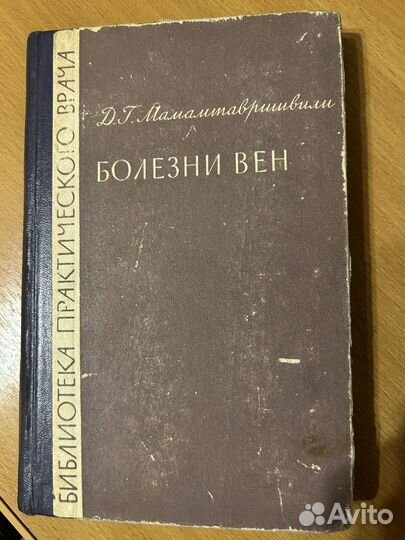 БИБЛИОТЕКА ПРАКТИЧЕСКОГО ВРАЧА
Д.Г. Мамамтавришвили
БОЛЕЗНИ ВЕН
Avito